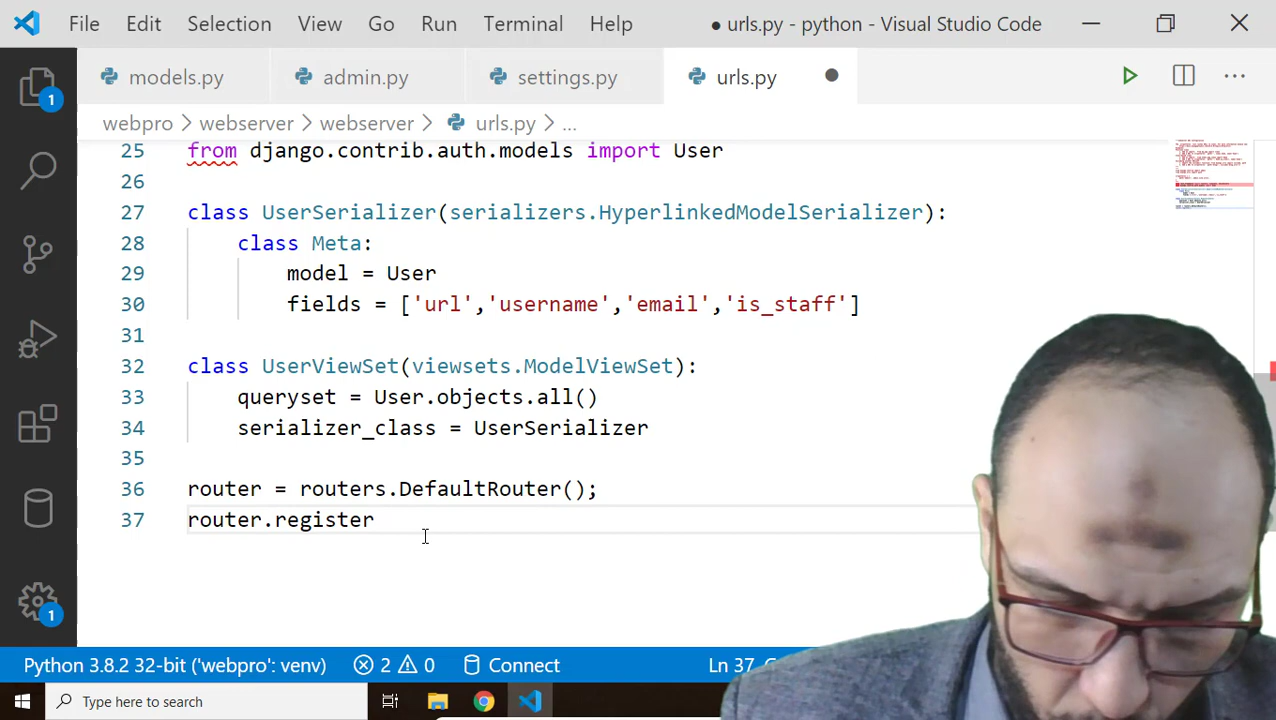 File Edit Selection View Go Run Terminal Help ● urls.py - python - Visual Studio Code
models.py admin.py settings.py urls.py
webpro > webserver > webserver > urls.py > ...
25 from django.contrib.auth.models import User
26
27 class UserSerializer(serializers.HyperlinkedModelSerializer):
28 class Meta:
29 model = User
30 fields = ['url','username','email','is_staff']
31
32 class UserViewSet(viewsets.ModelViewSet):
33 queryset = User.objects.all()
34 serializer_class = UserSerializer
35
36 router = routers.DefaultRouter();
37 router.register
1
1
Python 3.8.2 32-bit ('webpro': venv) 2 0 Connect Ln 37,
Type here to search